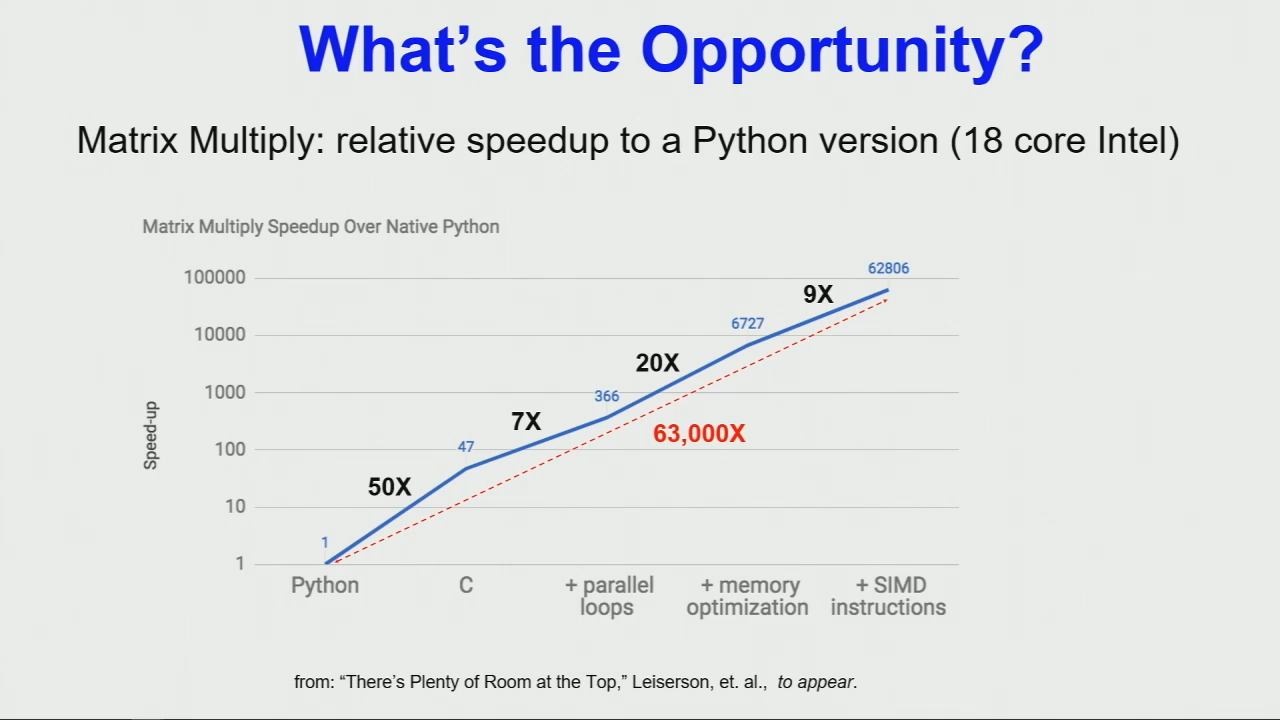 What's the Opportunity?
Matrix Multiply: relative speedup to a Python version (18 core Intel)
Matrix Multiply Speedup Over Native Python
100000
10000
1000
100
10
1
Speed-up
1
47
366
6727
62806
50X
7X
20X
9X
63,000X
Python
C
+ parallel
loops
+ memory
optimization
+ SIMD
instructions
from: “There's Plenty of Room at the Top,” Leiserson, et. al., to appear.